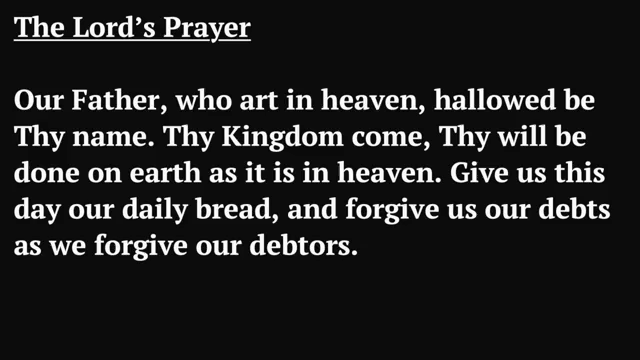 The Lord's Prayer
Our Father, who art in heaven, hallowed be
Thy name. Thy Kingdom come, Thy will be
done on earth as it is in heaven. Give us this
day our daily bread, and forgive us our debts
as we forgive our debtors.